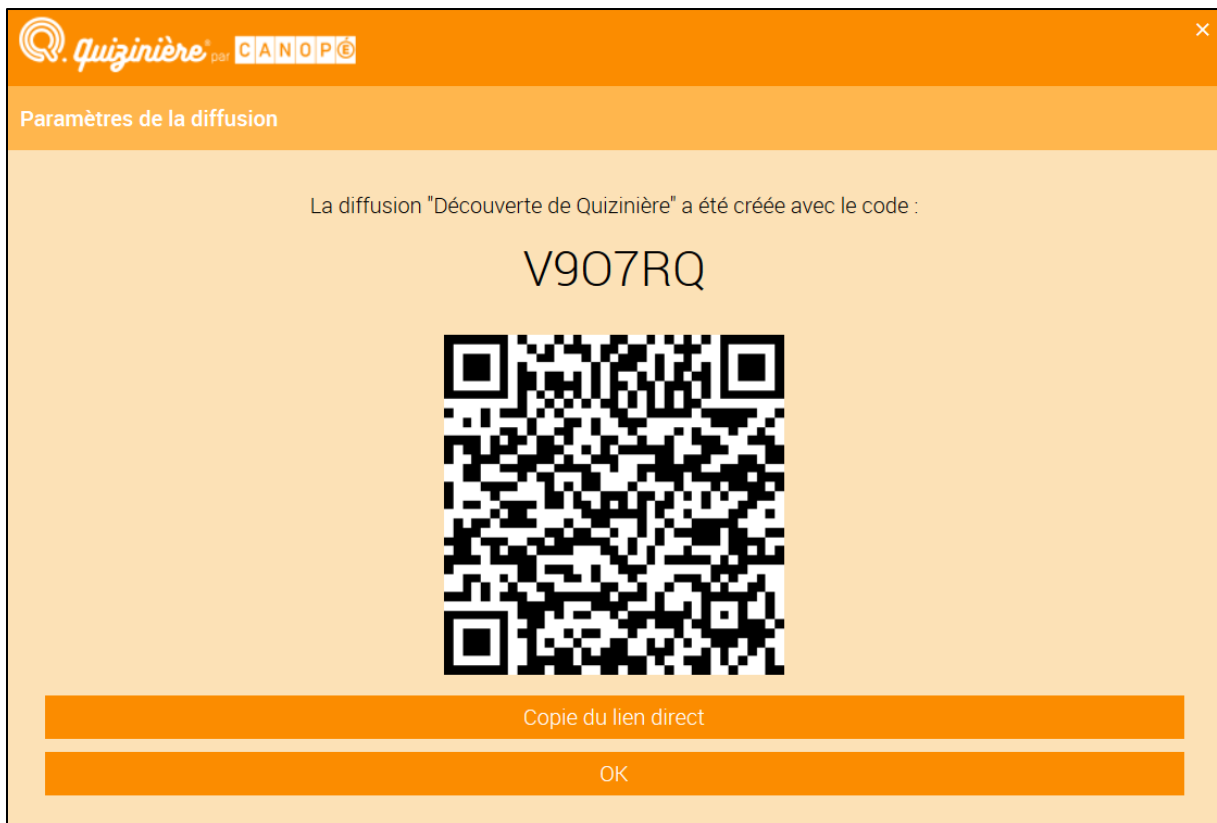 Quizinière® par CANOPÉ
Paramètres de la diffusion
La diffusion "Découverte de Quizinière" a été créée avec le code :
V9O7RQ
Copie du lien direct
OK